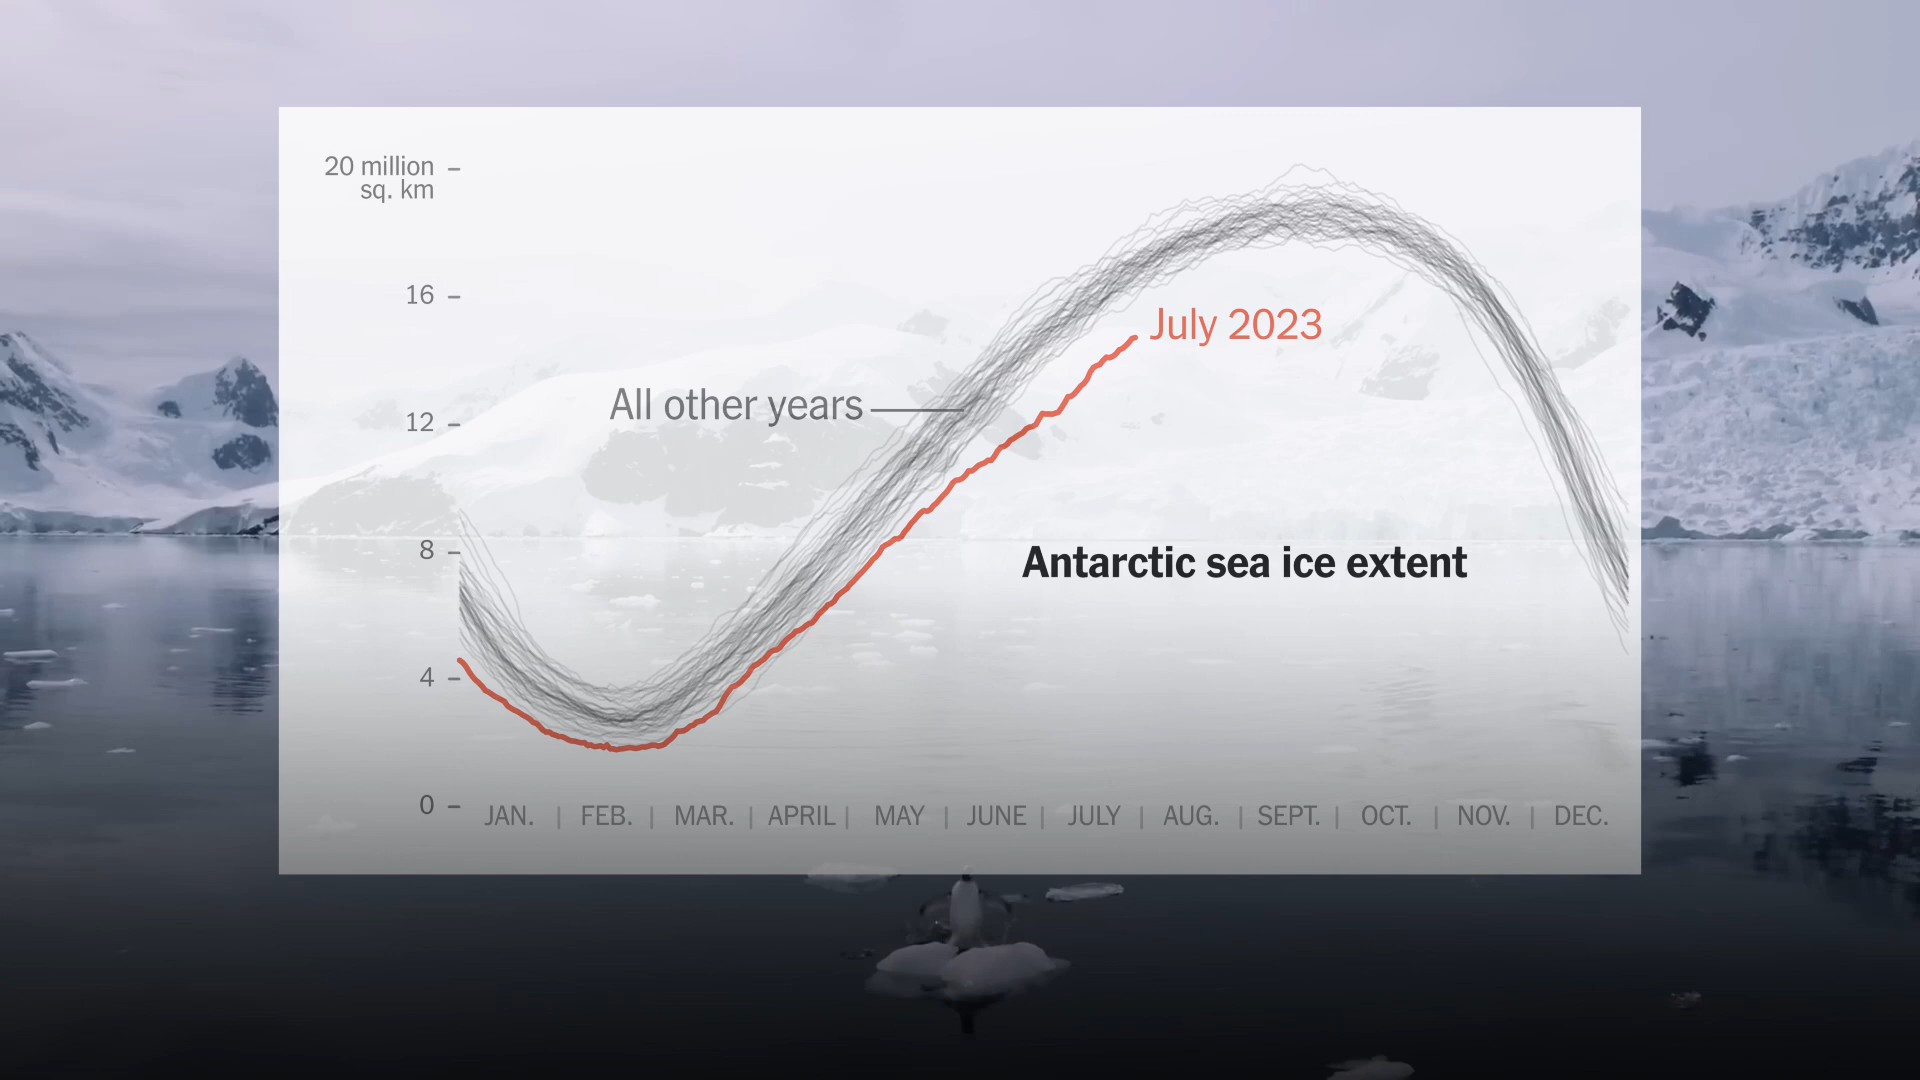 20 million
sq. km
16
July 2023
All other years
12
8
Antarctic sea ice extent
4
0
JAN. | FEB. | MAR. | APRIL | MAY | JUNE | JULY | AUG. | SEPT. | OCT. | NOV. | DEC.